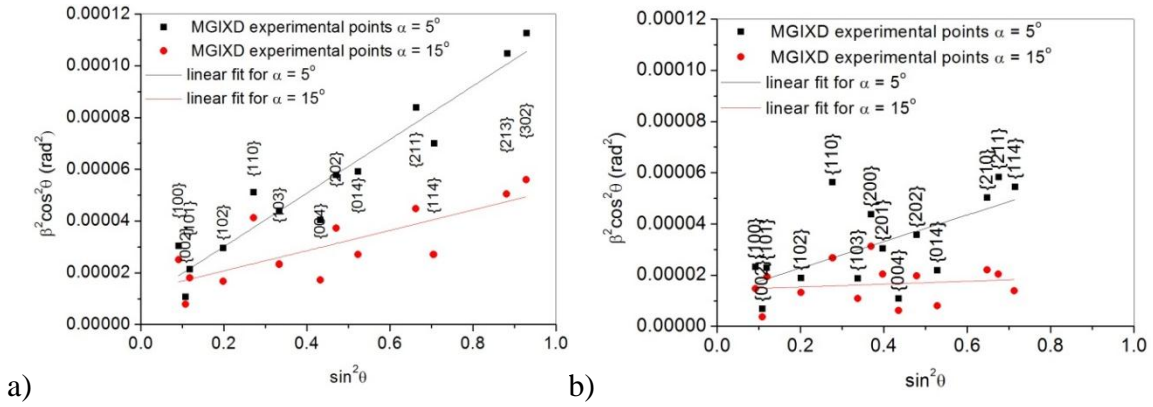 a)
MGIXD experimental points α = 5°
MGIXD experimental points α = 15°
linear fit for α = 5°
linear fit for α = 15°
β²cos²θ (rad²)
0.00012
0.00010
0.00008
0.00006
0.00004
0.00002
0.00000
{100}
{002}
{101}
{102}
{110}
{103}
{004}
{202}
{014}
{211}
{114}
{213}
{302}
0.0 0.2 0.4 0.6 0.8 1.0
sin²θ
b)
MGIXD experimental points α = 5°
MGIXD experimental points α = 15°
linear fit for α = 5°
linear fit for α = 15°
β²cos²θ (rad²)
0.00012
0.00010
0.00008
0.00006
0.00004
0.00002
0.00000
{100}
{002}
{101}
{102}
{110}
{103}
{200}
{201}
{004}
{202}
{014}
{210}
{211}
{114}
0.0 0.2 0.4 0.6 0.8 1.0
sin²θ